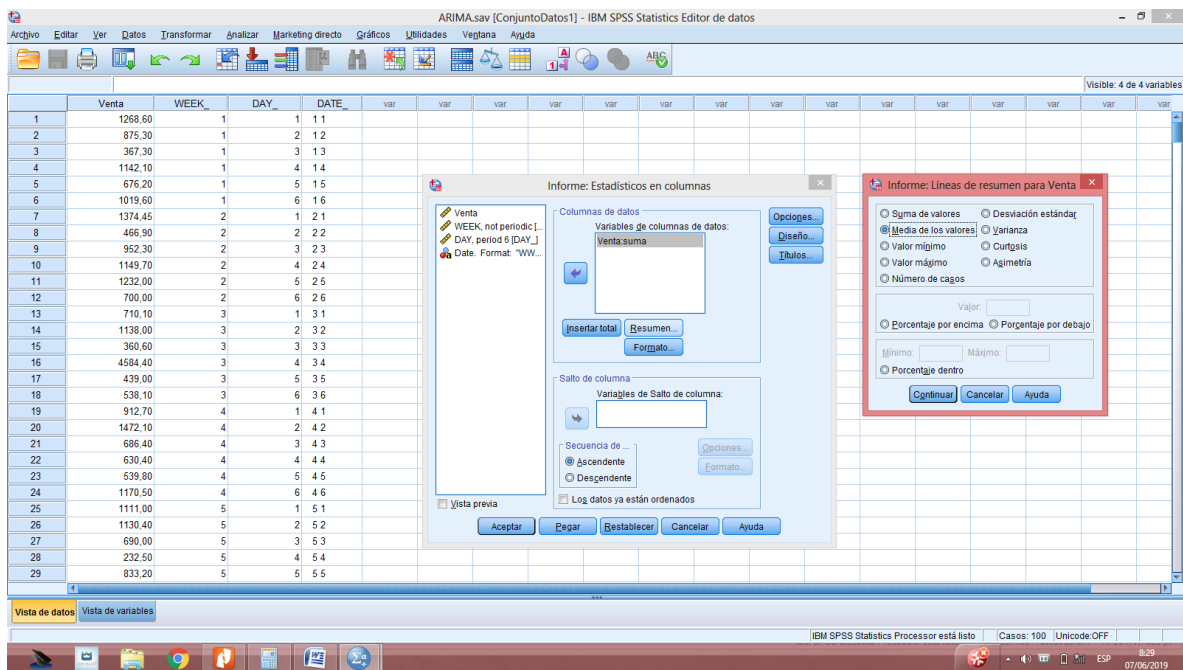 ARIMA.sav [ConjuntoDatos1] - IBM SPSS Statistics Editor de datos
Archivo Editar Ver Datos Transformar Analizar Marketing directo Gráficos Utilidades Ventana Ayuda
Visible: 4 de 4 variables
Venta WEEK_ DAY_ DATE_ var var var var var var var var var var var var var var var
1 1268,60 1 1 1 1
2 875,30 1 2 1 2
3 367,30 1 3 1 3
4 1142,10 1 4 1 4
5 676,20 1 5 1 5
6 1019,60 1 6 1 6
7 1374,45 2 1 2 1
8 466,90 2 2 2 2
9 952,30 2 3 2 3
10 1149,70 2 4 2 4
11 1232,00 2 5 2 5
12 700,00 2 6 2 6
13 710,10 3 1 3 1
14 1138,00 3 2 3 2
15 360,60 3 3 3 3
16 4584,40 3 4 3 4
17 439,00 3 5 3 5
18 538,10 3 6 3 6
19 912,70 4 1 4 1
20 1472,10 4 2 4 2
21 686,40 4 3 4 3
22 630,40 4 4 4 4
23 539,80 4 5 4 5
24 1170,50 4 6 4 6
25 1111,00 5 1 5 1
26 1130,40 5 2 5 2
27 690,00 5 3 5 3
28 232,50 5 4 5 4
29 833,20 5 5 5 5
Informe: Estadísticos en columnas
Venta
WEEK, not periodic [...
DAY, period 6 [DAY_]
Date. Format: "WW...
Vista previa
Columnas de datos
Variables de columnas de datos:
Venta:suma
Insertar total Resumen...
Formato...
Salto de columna
Variables de Salto de columna:
Secuencia de ...
Ascendente
Descendente
Opciones...
Formato...
Los datos ya están ordenados
Opciones...
Diseño...
Títulos...
Aceptar Pegar Restablecer Cancelar Ayuda
Informe: Líneas de resumen para Venta
Suma de valores Desviación estándar
Media de los valores Varianza
Valor mínimo Curtosis
Valor máximo Asimetría
Número de casos
Valor:
Porcentaje por encima Porcentaje por debajo
Mínimo: Máximo:
Porcentaje dentro
Continuar Cancelar Ayuda
Vista de datos Vista de variables
IBM SPSS Statistics Processor está listo Casos: 100 Unicode:OFF
ESP
8:29
07/06/2019